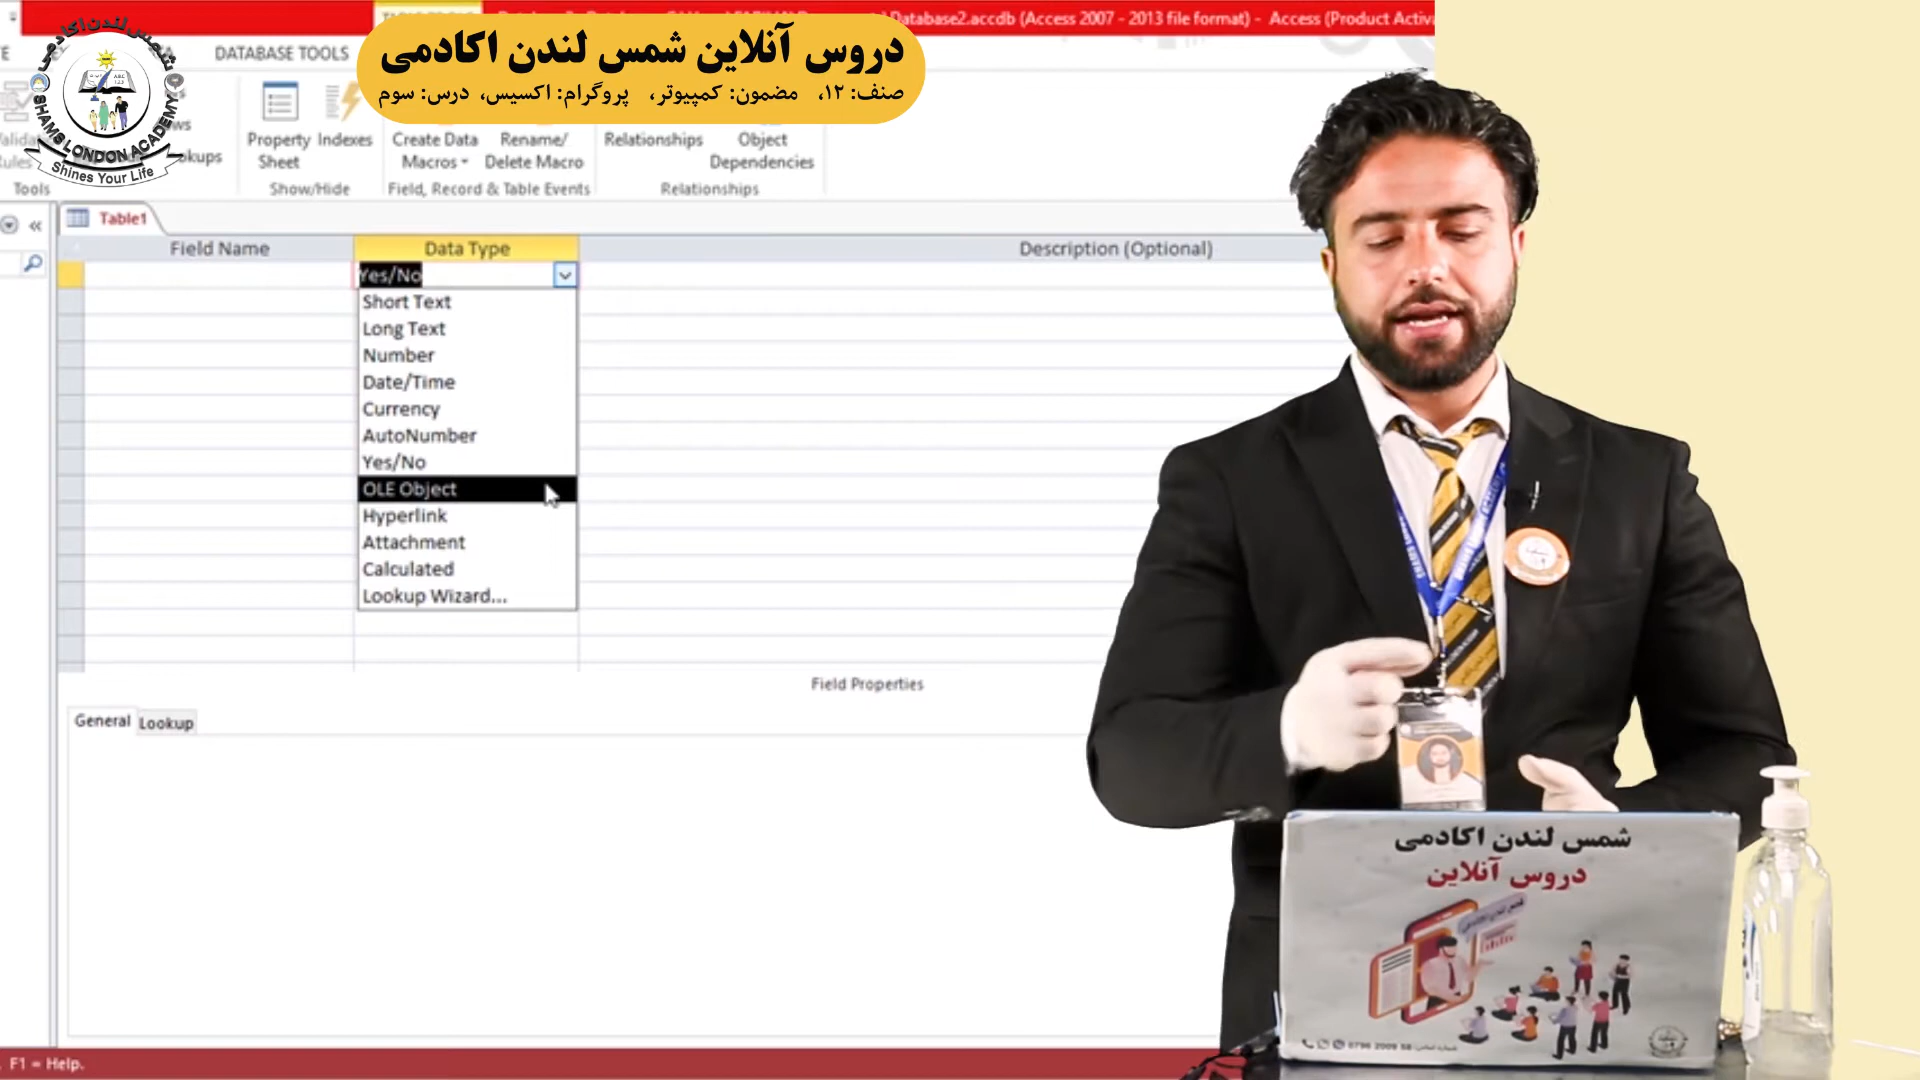 Database2.accdb (Access 2007 - 2013 file format) - Access (Product Activ
DATABASE TOOLS
دروس آنلاین شمس لندن اکادمی
صنف: ۱۲، مضمون: کمپیوتر، پروگرام: اکسیس، درس: سوم
شمس لندن اکادمی
SHAMS LONDON ACADEMY
Shines Your Life
Property Sheet
Indexes
Create Data Macros
Rename/ Delete Macro
Relationships
Object Dependencies
Tools
Show/Hide
Field, Record & Table Events
Relationships
Table1
Field Name
Data Type
Description (Optional)
Yes/No
Short Text
Long Text
Number
Date/Time
Currency
AutoNumber
Yes/No
OLE Object
Hyperlink
Attachment
Calculated
Lookup Wizard...
Field Properties
General
Lookup
F1 = Help.
شمس لندن اکادمی
دروس آنلاین